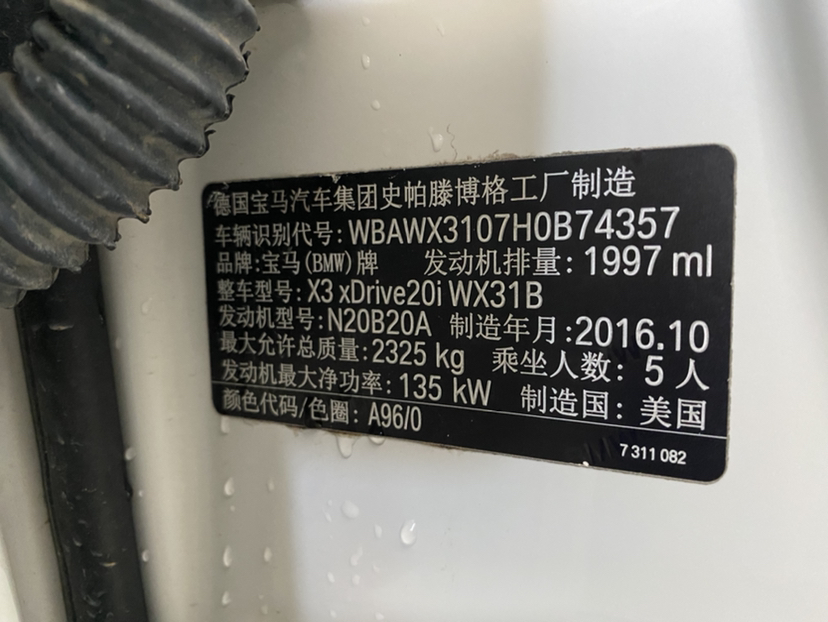 德国宝马汽车集团史帕滕博格工厂制造
车辆识别代号: WBAWX3107H0B74357
品牌: 宝马(BMW)牌 发动机排量: 1997 ml
整车型号: X3 xDrive20i WX31B
发动机型号: N20B20A 制造年月: 2016.10
最大允许总质量: 2325 kg 乘坐人数: 5 人
发动机最大净功率: 135 kW 制造国: 美国
颜色代码/色圈: A96/0
7 311 082